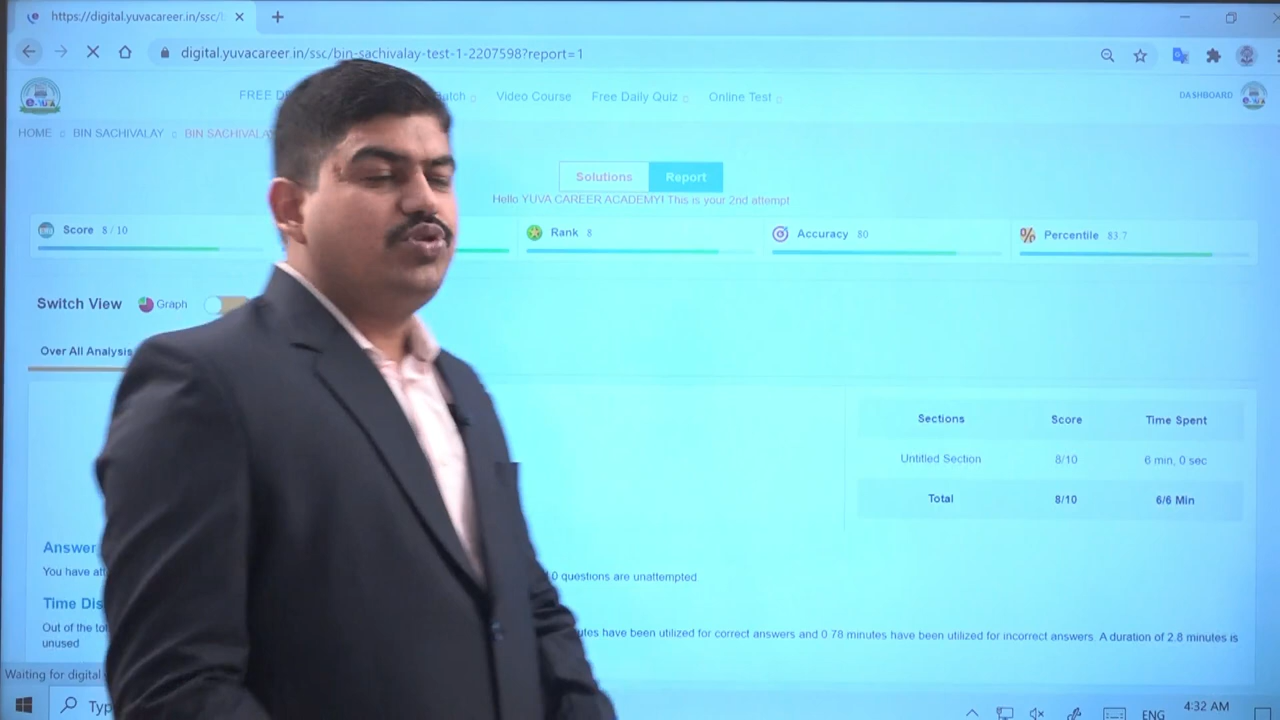 https://digital.yuvacareer.in/ssc/
digital.yuvacareer.in/ssc/bin-sachivalay-test-1-2207598?report=1
e-YUVA
FREE Batch Video Course Free Daily Quiz Online Test DASHBOARD
HOME BIN SACHIVALAY BIN SACHIVALAY
Solutions Report
Hello YUVA CAREER ACADEMY! This is your 2nd attempt
Score 8 / 10 Rank 8 Accuracy 80 Percentile 83.7
Switch View Graph
Over All Analysis
Sections Score Time Spent
Untitled Section 8/10 6 min, 0 sec
Total 8/10 6/6 Min
Answer
You have 0 questions are unattempted
Time
Out of the have been utilized for correct answers and 0.78 minutes have been utilized for incorrect answers. A duration of 2.8 minutes is
unused
Waiting for digital
4:32 AM
ENG